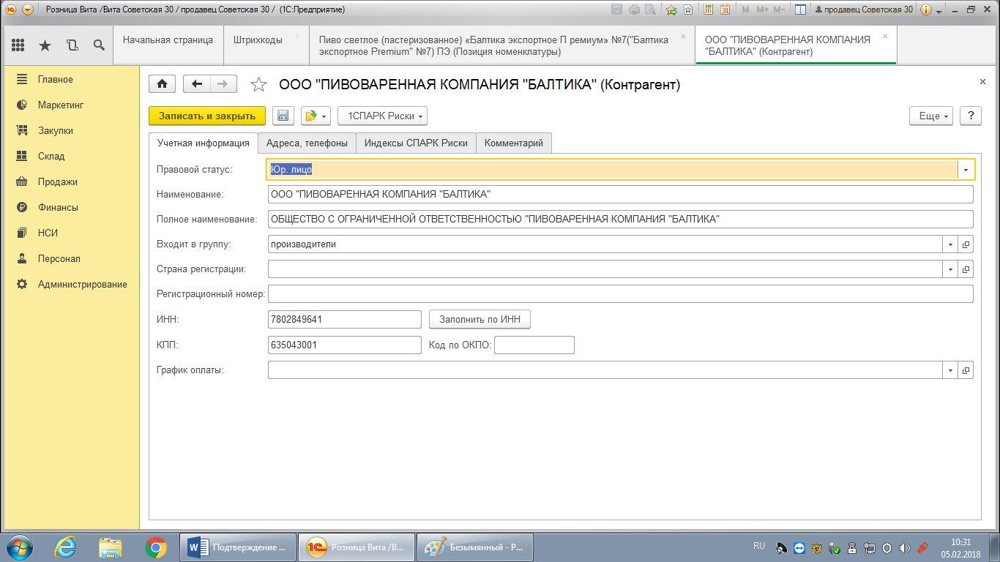 Розница Вита /Вита Советская 30 / продавец Советская 30 / (1С:Предприятие)
M M+ M- продавец Советская 30
Начальная страница
Штрихкоды
Пиво светлое (пастеризованное) «Балтика экспортное П ремиум» №7("Балтика
экспортное Premium" №7) ПЭ (Позиция номенклатуры)
ООО "ПИВОВАРЕННАЯ КОМПАНИЯ
"БАЛТИКА" (Контрагент)
Главное
Маркетинг
Закупки
Склад
Продажи
Финансы
НСИ
Персонал
Администрирование
ООО "ПИВОВАРЕННАЯ КОМПАНИЯ "БАЛТИКА" (Контрагент)
Записать и закрыть
1СПАРК Риски
Еще
?
Учетная информация
Адреса, телефоны
Индексы СПАРК Риски
Комментарий
Правовой статус: Юр. лицо
Наименование: ООО "ПИВОВАРЕННАЯ КОМПАНИЯ "БАЛТИКА"
Полное наименование: ОБЩЕСТВО С ОГРАНИЧЕННОЙ ОТВЕТСТВЕННОСТЬЮ "ПИВОВАРЕННАЯ КОМПАНИЯ "БАЛТИКА"
Входит в группу: производители
Страна регистрации:
Регистрационный номер:
ИНН: 7802849641 Заполнить по ИНН
КПП: 635043001 Код по ОКПО:
График оплаты:
Подтверждение ...
Розница Вита /В...
Безымянный - P...
RU
10:31
05.02.2018